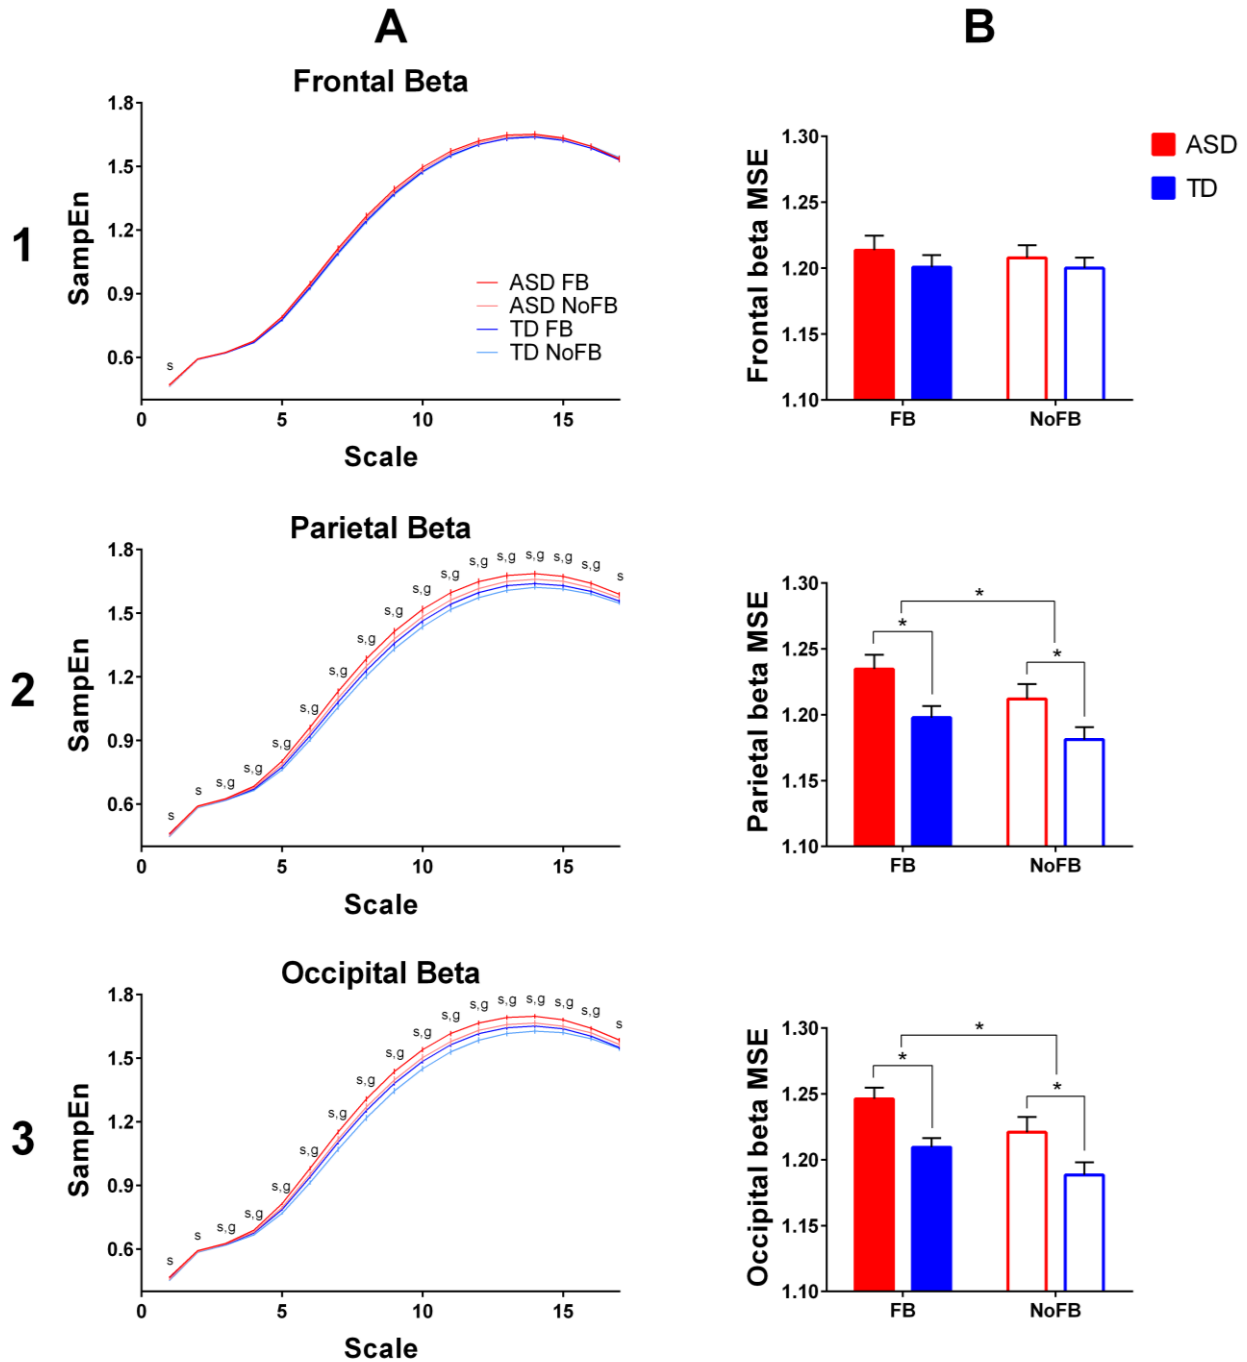 A
B
Frontal Beta
1
SampEn
1.8
1.5
1.2
0.9
0.6
s
ASD FB
ASD NoFB
TD FB
TD NoFB
0
5
10
15
Scale
Frontal beta MSE
1.30
1.25
1.20
1.15
1.10
FB
NoFB
ASD
TD
Parietal Beta
2
SampEn
1.8
1.5
1.2
0.9
0.6
s
s
s,g
s,g
s,g
s,g
s,g
s,g
s,g
s,g
s,g
s,g
s,g
s,g
s,g
s,g
s
0
5
10
15
Scale
Parietal beta MSE
1.30
1.25
1.20
1.15
1.10
*
*
*
FB
NoFB
Occipital Beta
3
SampEn
1.8
1.5
1.2
0.9
0.6
s
s
s,g
s,g
s,g
s,g
s,g
s,g
s,g
s,g
s,g
s,g
s,g
s,g
s,g
s,g
s
0
5
10
15
Scale
Occipital beta MSE
1.30
1.25
1.20
1.15
1.10
*
*
*
FB
NoFB